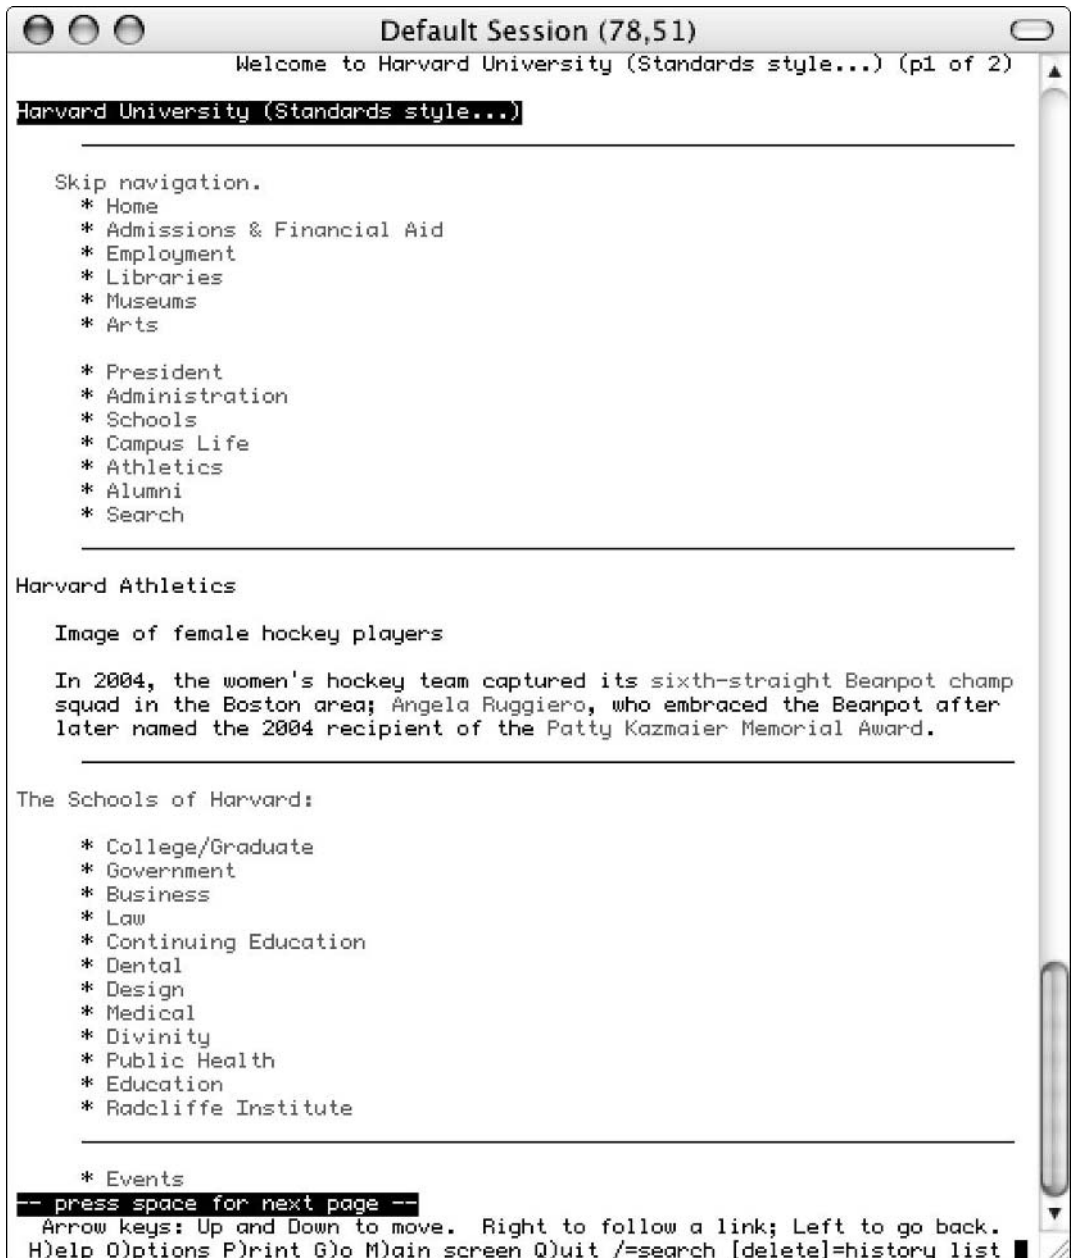 Default Session (78,51)
Welcome to Harvard University (Standards style...) (p1 of 2)
Harvard University (Standards style...)
Skip navigation.
* Home
* Admissions & Financial Aid
* Employment
* Libraries
* Museums
* Arts
* President
* Administration
* Schools
* Campus Life
* Athletics
* Alumni
* Search
Harvard Athletics
Image of female hockey players
In 2004, the women's hockey team captured its sixth-straight Beanpot champ
squad in the Boston area; Angela Ruggiero, who embraced the Beanpot after
later named the 2004 recipient of the Patty Kazmaier Memorial Award.
The Schools of Harvard:
* College/Graduate
* Government
* Business
* Law
* Continuing Education
* Dental
* Design
* Medical
* Divinity
* Public Health
* Education
* Radcliffe Institute
* Events
-- press space for next page --
Arrow keys: Up and Down to move. Right to follow a link; Left to go back.
H)elp O)ptions P)rint G)o M)ain screen Q)uit /=search [delete]=history list